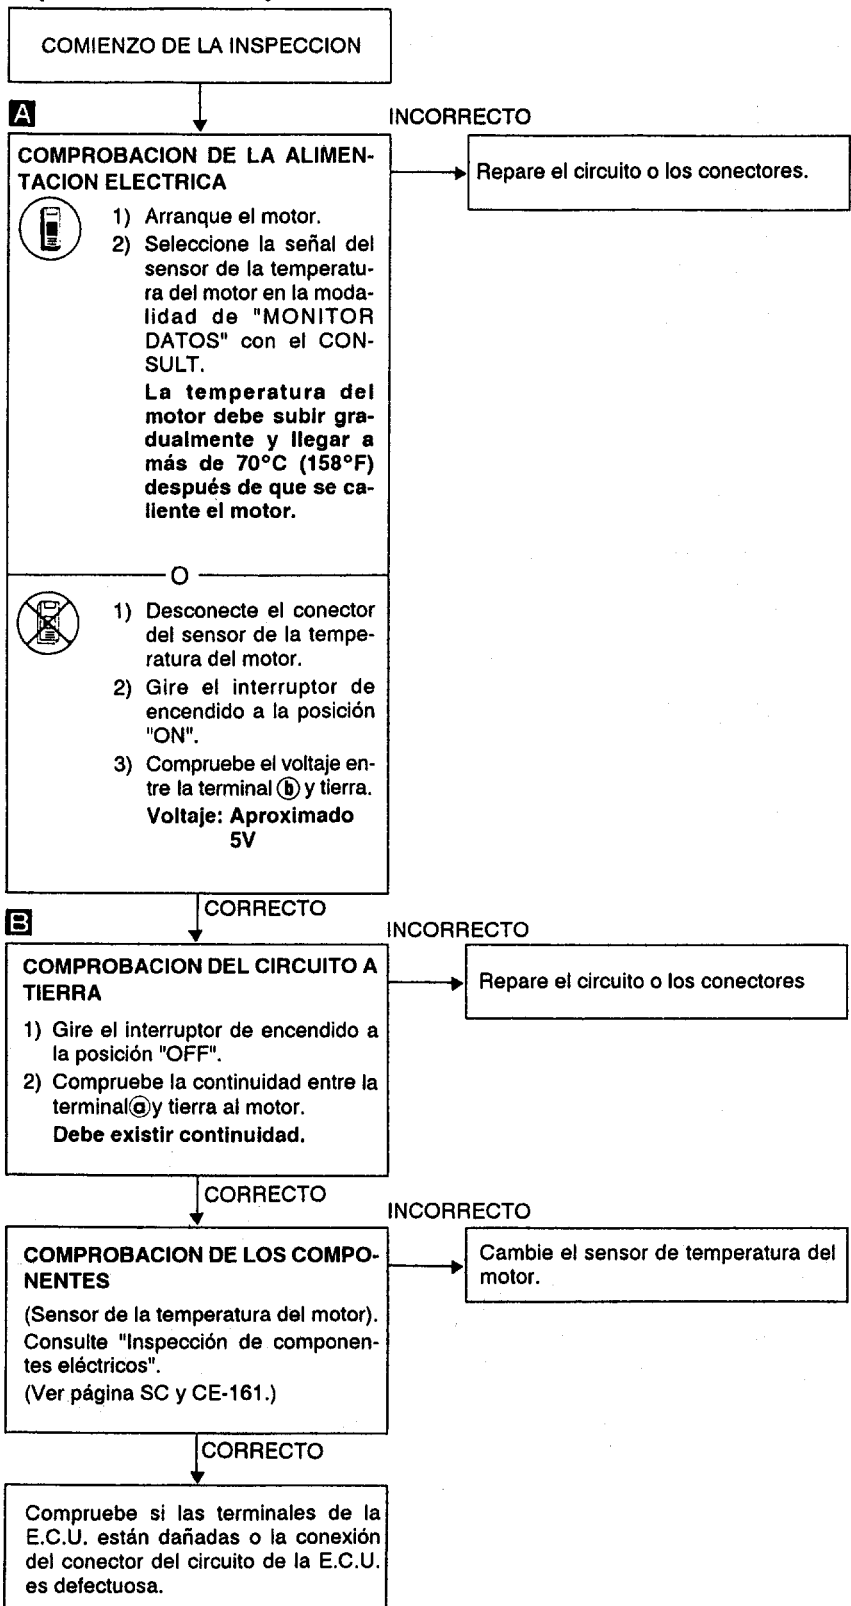 COMIENZO DE LA INSPECCION
A
INCORRECTO
COMPROBACION DE LA ALIMEN-
TACION ELECTRICA
Repare el circuito o los conectores.
1) Arranque el motor.
2) Seleccione la señal del
sensor de la temperatu-
ra del motor en la moda-
lidad de "MONITOR
DATOS" con el CON-
SULT.
La temperatura del
motor debe subir gra-
dualmente y llegar a
más de 70°C (158°F)
después de que se ca-
liente el motor.
O
1) Desconecte el conector
del sensor de la tempe-
ratura del motor.
2) Gire el interruptor de
encendido a la posición
"ON".
3) Compruebe el voltaje en-
tre la terminal ⓑ y tierra.
Voltaje: Aproximado
5V
CORRECTO
B
INCORRECTO
COMPROBACION DEL CIRCUITO A
TIERRA
Repare el circuito o los conectores
1) Gire el interruptor de encendido a
la posición "OFF".
2) Compruebe la continuidad entre la
terminal ⓐ y tierra al motor.
Debe existir continuidad.
CORRECTO
INCORRECTO
COMPROBACION DE LOS COMPO-
NENTES
Cambie el sensor de temperatura del
motor.
(Sensor de la temperatura del motor).
Consulte "Inspección de componen-
tes eléctricos".
(Ver página SC y CE-161.)
CORRECTO
Compruebe si las terminales de la
E.C.U. están dañadas o la conexión
del conector del circuito de la E.C.U.
es defectuosa.